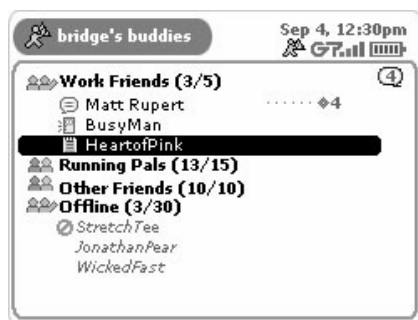 bridge's buddies
Sep 4, 12:30pm
G7
4
Work Friends (3/5)
Matt Rupert ······◆4
BusyMan
HeartofPink
Running Pals (13/15)
Other Friends (10/10)
Offline (3/30)
StretchTee
JonathanPear
WickedFast